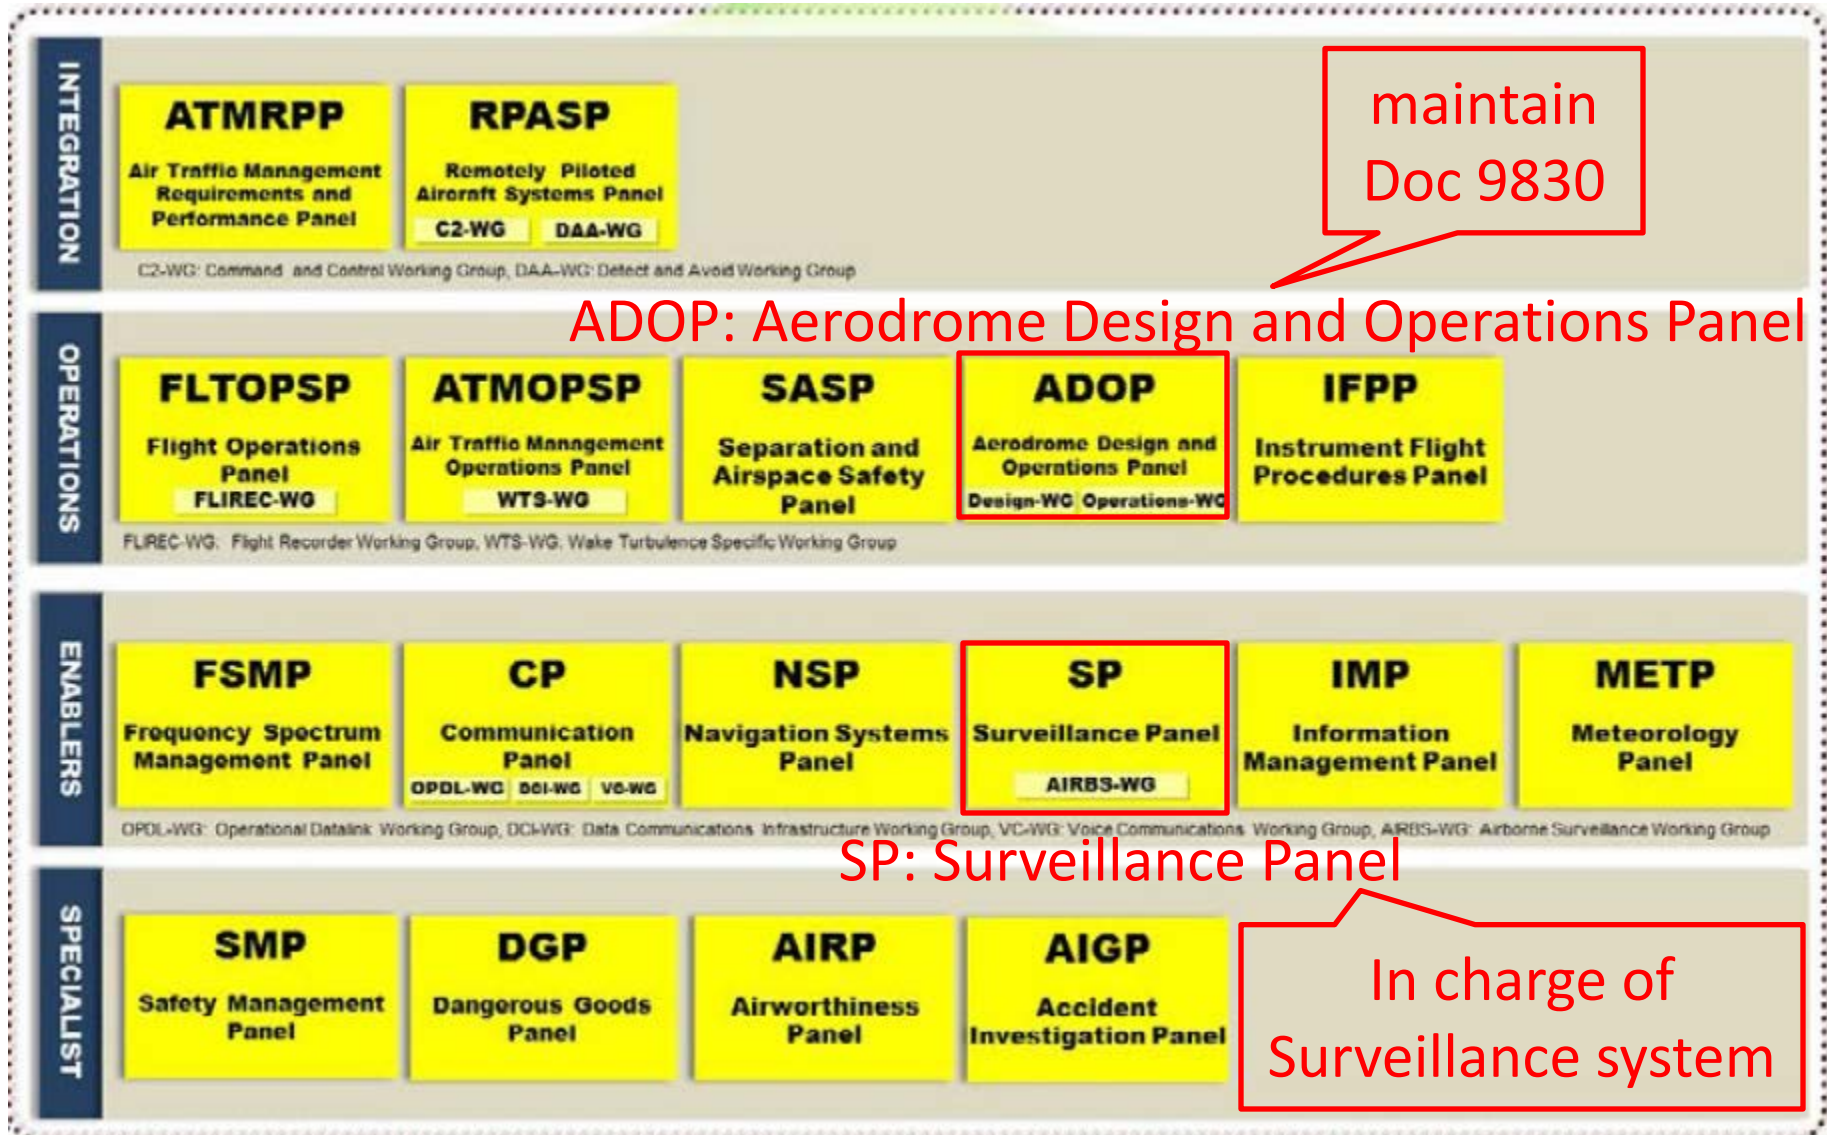 INTEGRATION
ATMRPP
Air Traffic Management
Requirements and
Performance Panel
RPASP
Remotely Piloted
Aircraft Systems Panel
C2-WG DAA-WG
C2-WG: Command and Control Working Group, DAA-WG: Detect and Avoid Working Group
maintain
Doc 9830
ADOP: Aerodrome Design and Operations Panel
OPERATIONS
FLTOPSP
Flight Operations
Panel
FLIREC-WG
ATMOPSP
Air Traffic Management
Operations Panel
WTS-WG
SASP
Separation and
Airspace Safety
Panel
ADOP
Aerodrome Design and
Operations Panel
Design-WG Operations-WG
IFPP
Instrument Flight
Procedures Panel
FLIREC-WG: Flight Recorder Working Group, WTS-WG: Wake Turbulence Specific Working Group
ENABLERS
FSMP
Frequency Spectrum
Management Panel
CP
Communication
Panel
OPDL-WG DCI-WG VC-WG
NSP
Navigation Systems
Panel
SP
Surveillance Panel
AIRBS-WG
IMP
Information
Management Panel
METP
Meteorology
Panel
OPDL-WG: Operational Datalink Working Group, DCI-WG: Data Communications Infrastructure Working Group, VC-WG: Voice Communications Working Group, AIRBS-WG: Airborne Surveillance Working Group
SP: Surveillance Panel
SPECIALIST
SMP
Safety Management
Panel
DGP
Dangerous Goods
Panel
AIRP
Airworthiness
Panel
AIGP
Accident
Investigation Panel
In charge of
Surveillance system